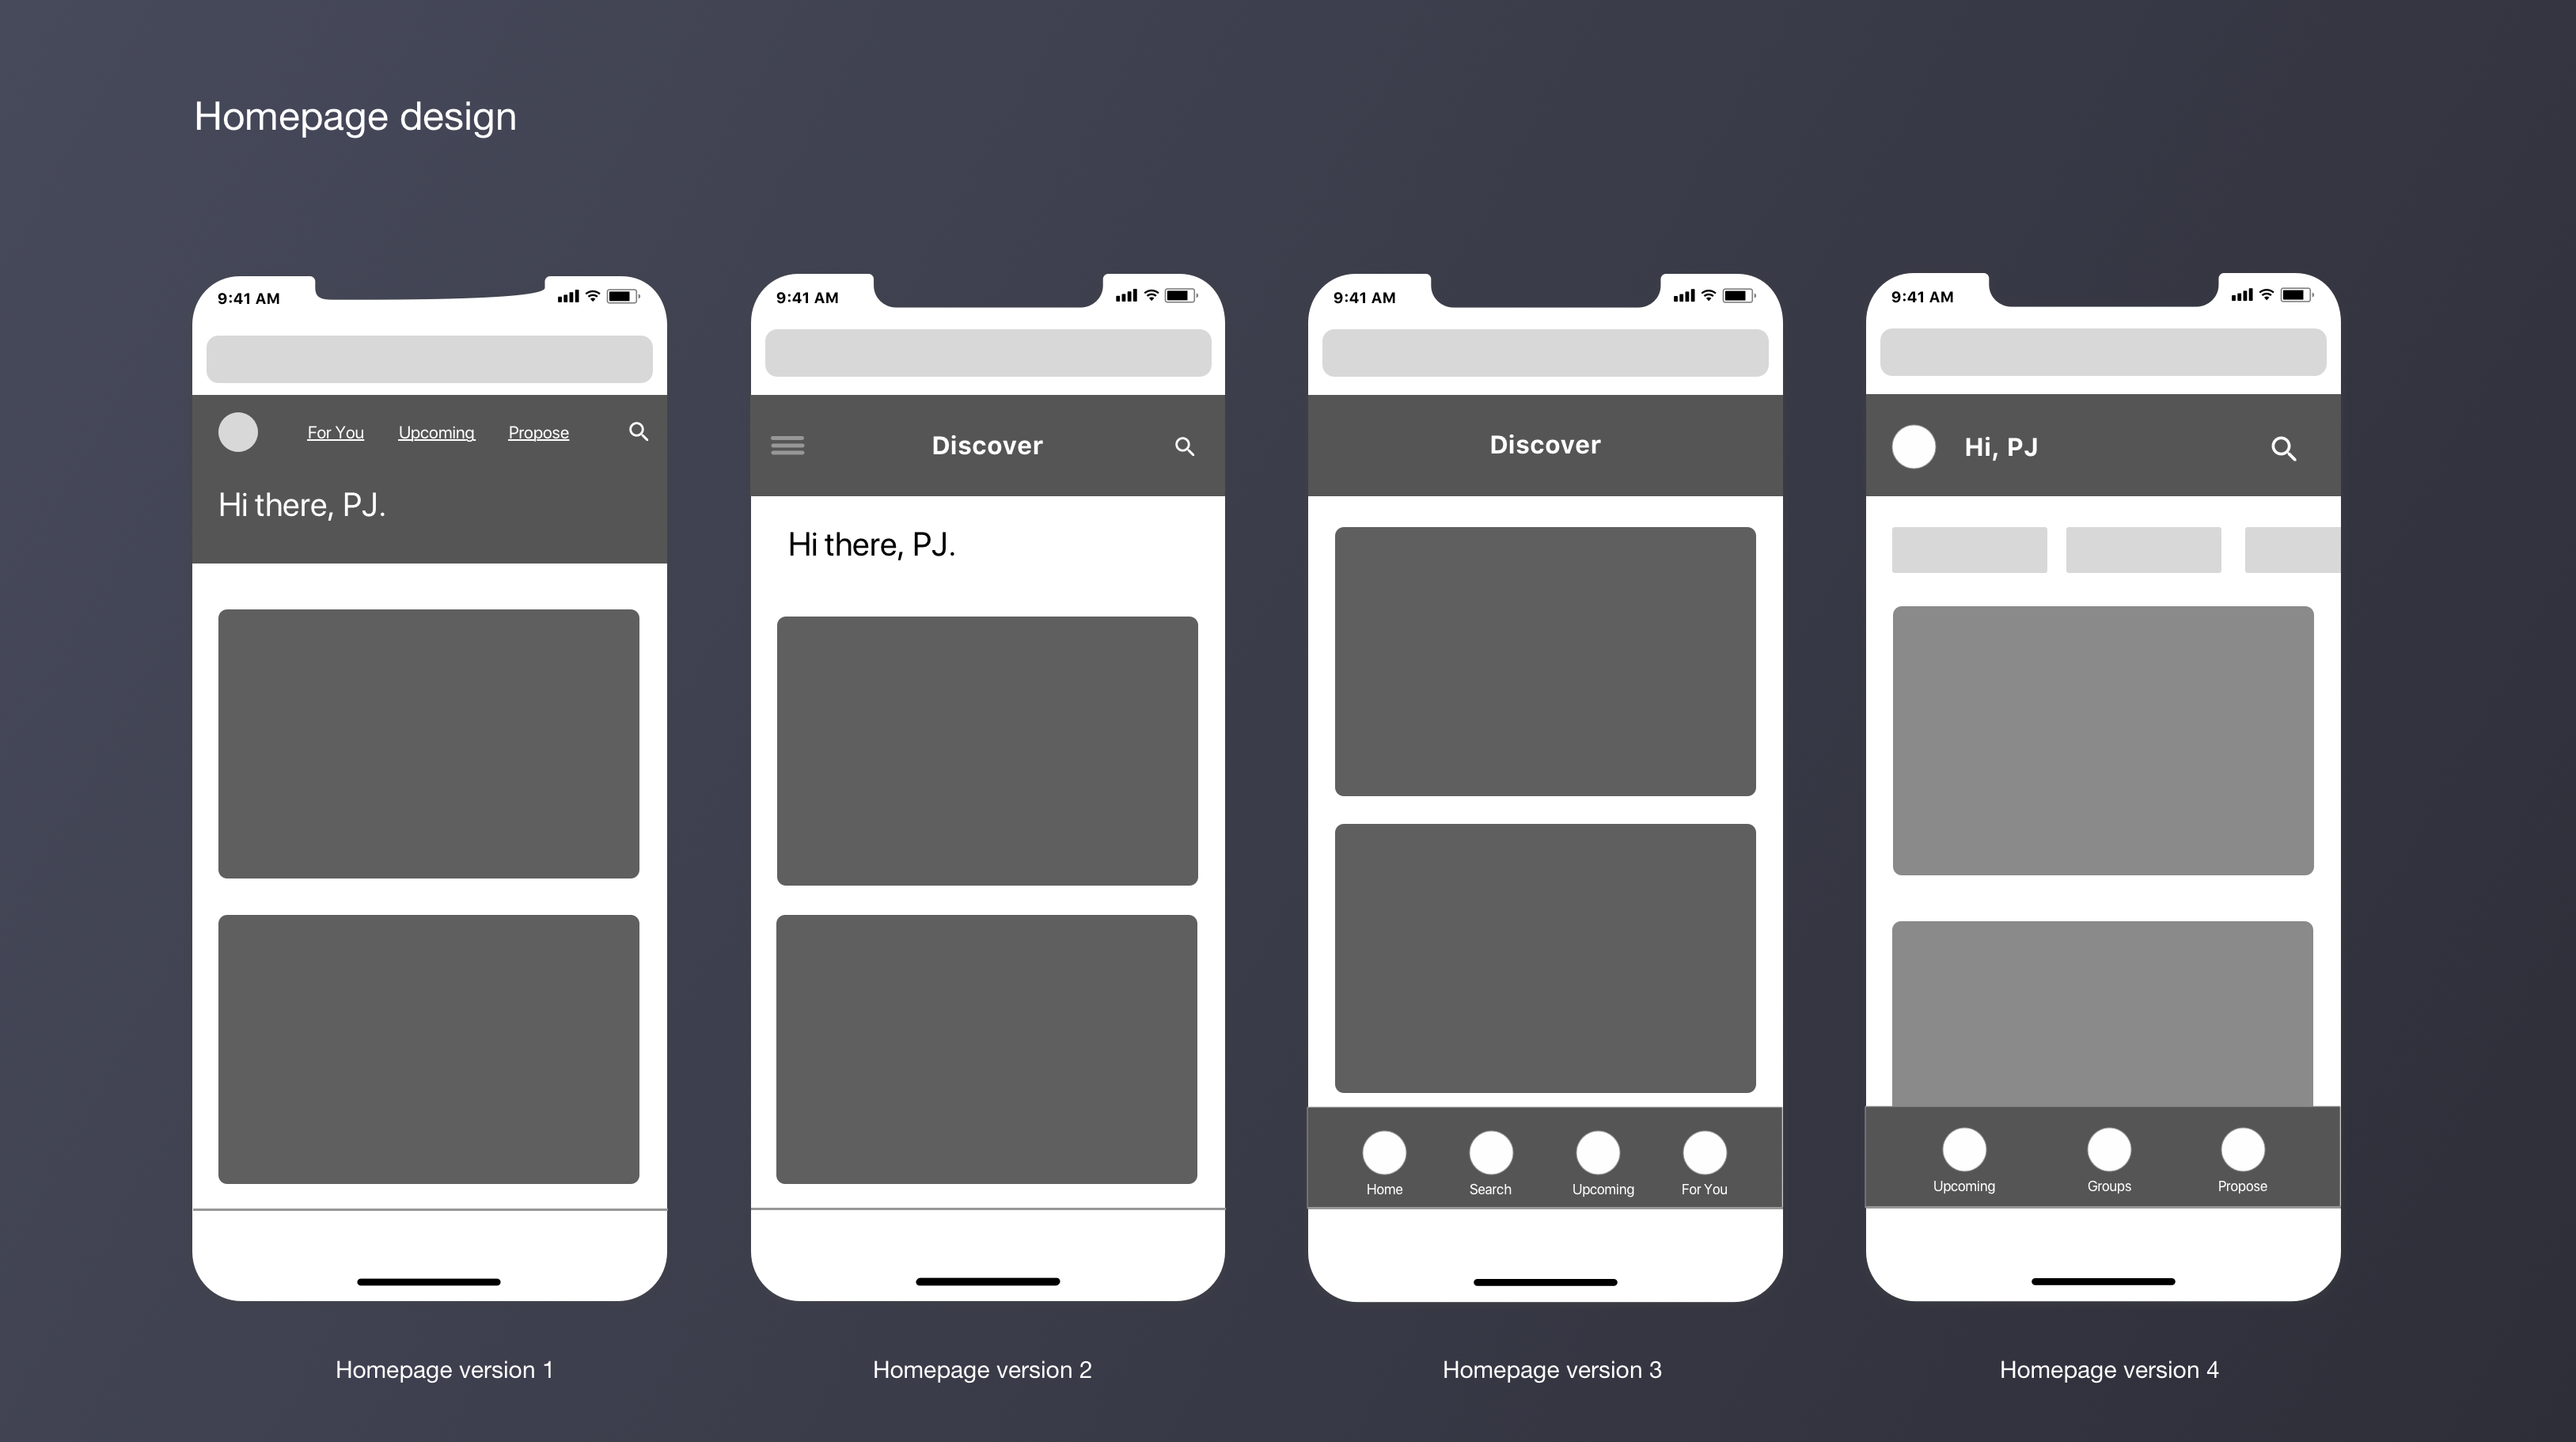 Homepage design
9:41 AM
For You Upcoming Propose
Hi there, PJ.
Homepage version 1
9:41 AM
Discover
Hi there, PJ.
Homepage version 2
9:41 AM
Discover
Home Search Upcoming For You
Homepage version 3
9:41 AM
Hi, PJ
Upcoming Groups Propose
Homepage version 4